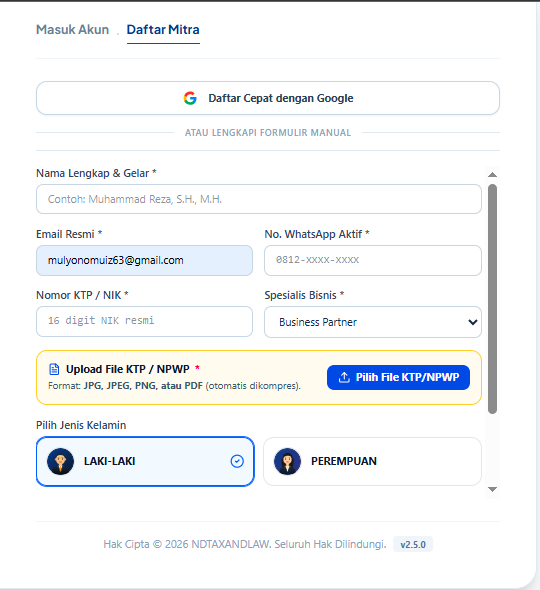 Masuk Akun . Daftar Mitra
Daftar Cepat dengan Google
ATAU LENGKAPI FORMULIR MANUAL
Nama Lengkap & Gelar *
Contoh: Muhammad Reza, S.H., M.H.
Email Resmi * No. WhatsApp Aktif *
mulyonomuiz63@gmail.com 0812-xxxx-xxxx
Nomor KTP / NIK * Spesialis Bisnis *
16 digit NIK resmi Business Partner
Upload File KTP / NPWP *
Format: JPG, JPEG, PNG, atau PDF (otomatis dikompres).
Pilih File KTP/NPWP
Pilih Jenis Kelamin
LAKI-LAKI PEREMPUAN
Hak Cipta © 2026 NDTAXANDLAW. Seluruh Hak Dilindungi. v2.5.0